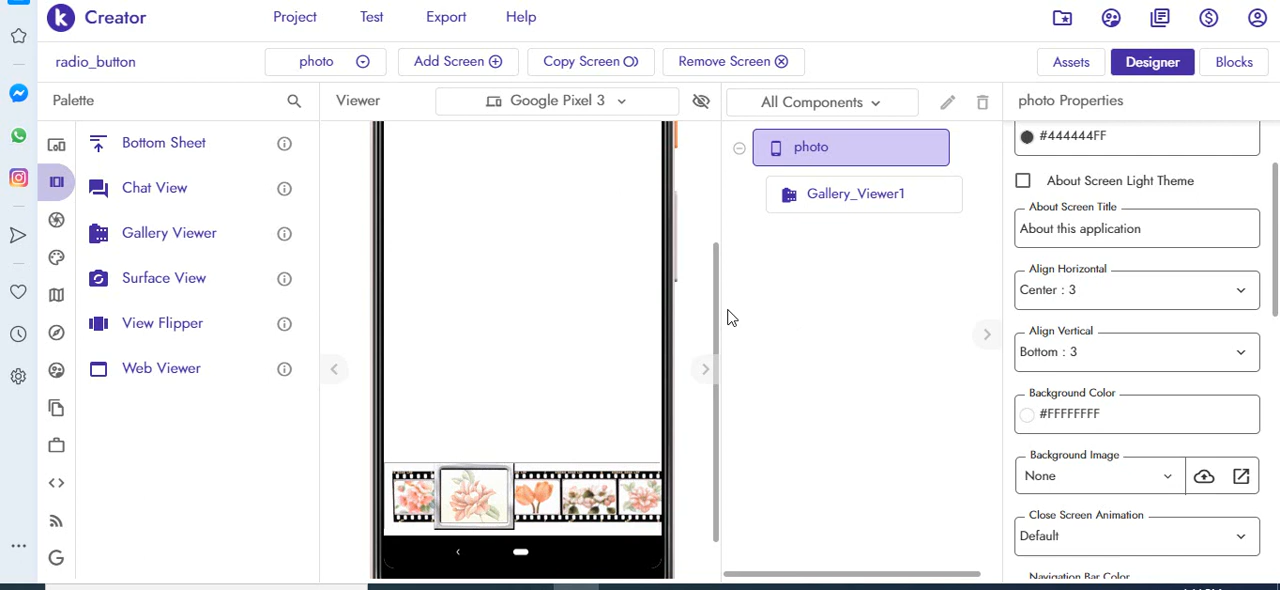 Creator
Project
Test
Export
Help
radio_button
photo
Add Screen
Copy Screen
Remove Screen
Assets
Designer
Blocks
Palette
Viewer
Google Pixel 3
All Components
photo Properties
Bottom Sheet
Chat View
Gallery Viewer
Surface View
View Flipper
Web Viewer
photo
Gallery_Viewer1
#444444FF
About Screen Light Theme
About Screen Title
About this application
Align Horizontal
Center : 3
Align Vertical
Bottom : 3
Background Color
#FFFFFFFF
Background Image
None
Close Screen Animation
Default
Navigation Bar Color